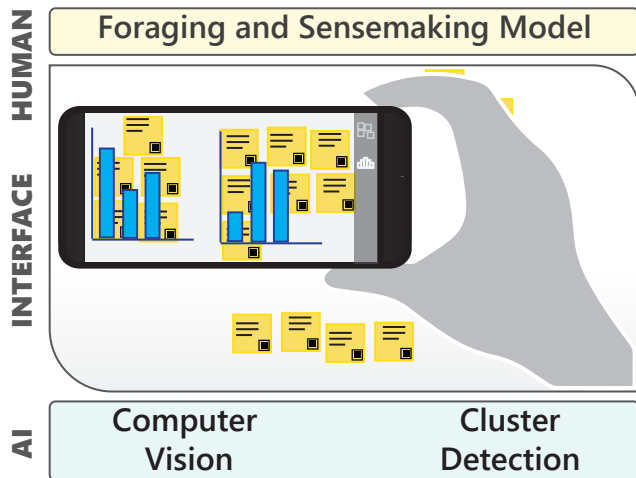 HUMAN
Foraging and Sensemaking Model
INTERFACE
AI
Computer
Vision
Cluster
Detection